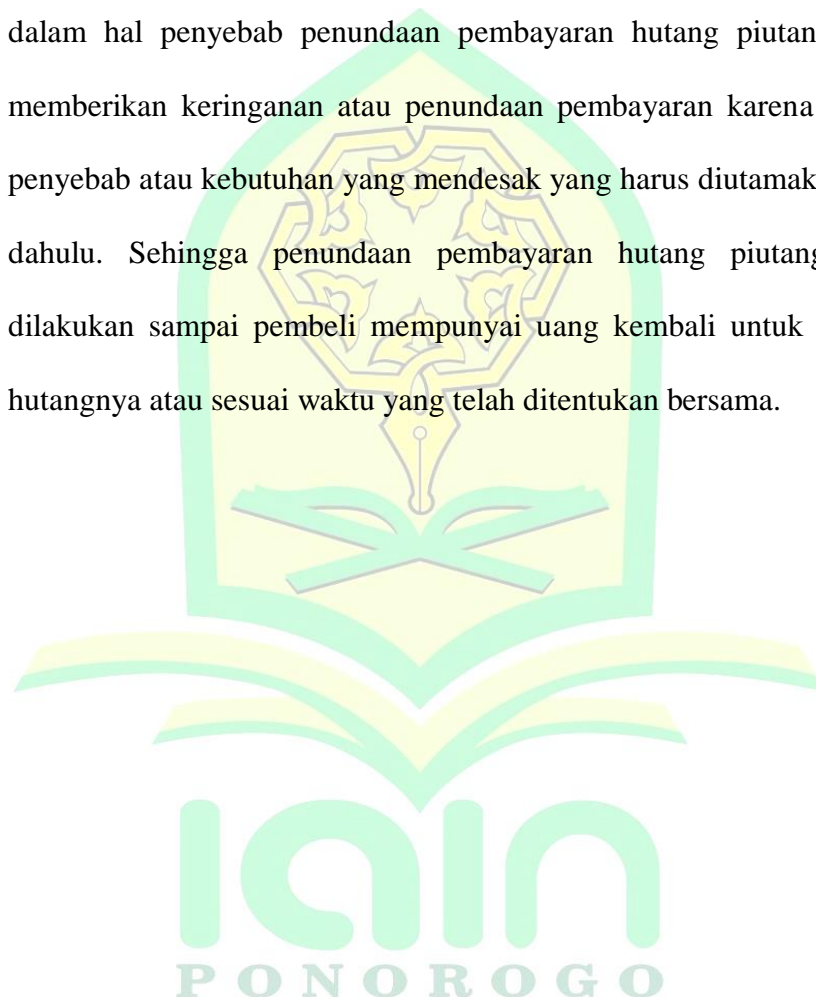 dalam hal penyebab penundaan pembayaran hutang piutan
memberikan keringanan atau penundaan pembayaran karena
penyebab atau kebutuhan yang mendesak yang harus diutamak
dahulu. Sehingga penundaan pembayaran hutang piutang
dilakukan sampai pembeli mempunyai uang kembali untuk
hutangnya atau sesuai waktu yang telah ditentukan bersama.
iain
PONOROGO